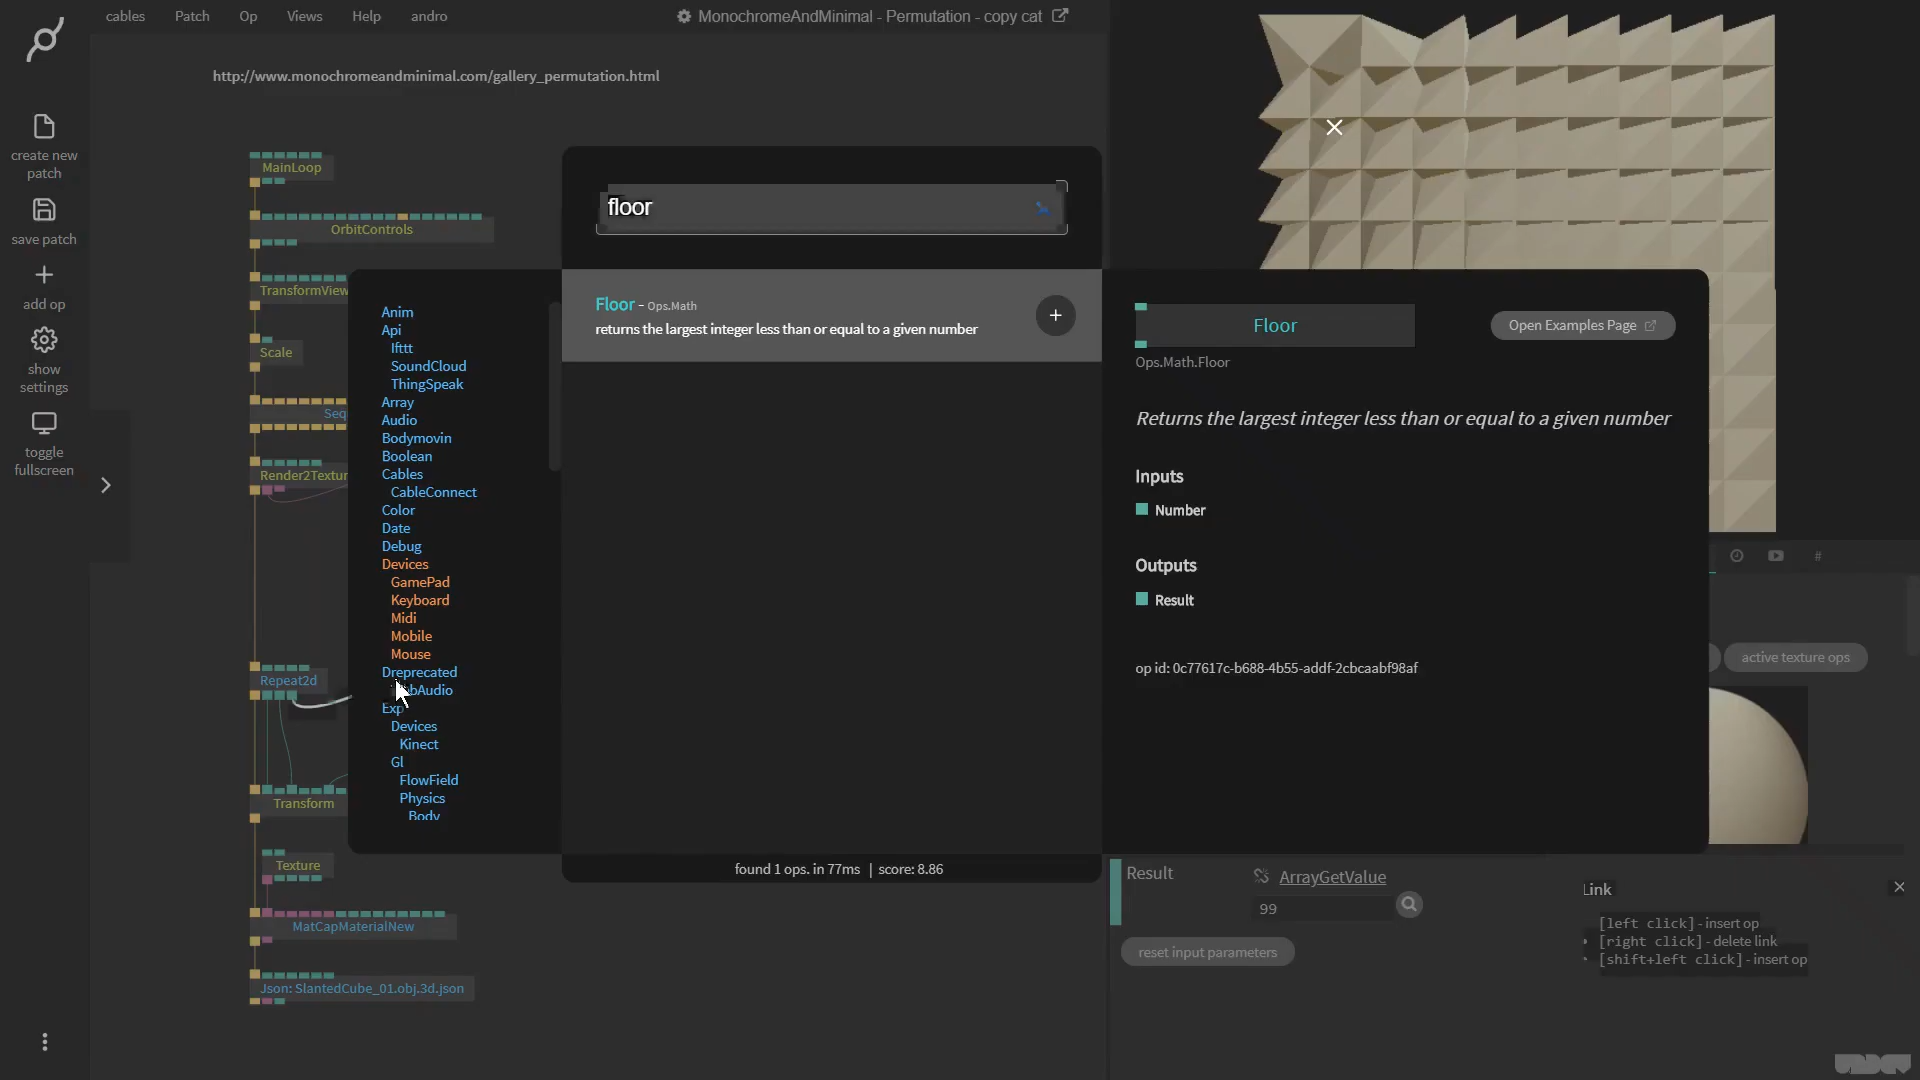 cables
Patch
Op
Views
Help
andro
MonochromeAndMinimal - Permutation - copy cat
http://www.monochromeandminimal.com/gallery_permutation.html
create new
patch
save patch
add op
show
settings
toggle
fullscreen
MainLoop
OrbitControls
TransformView
Scale
Seq
Render2Textur
Repeat2d
Transform
Texture
MatCapMaterialNew
Json: SlantedCube_01.obj.3d.json
floor
Anim
Api
Ifttt
SoundCloud
ThingSpeak
Array
Audio
Bodymovin
Boolean
Cables
CableConnect
Color
Date
Debug
Devices
GamePad
Keyboard
Midi
Mobile
Mouse
Dreprecated
bAudio
Exp
Devices
Kinect
Gl
FlowField
Physics
Body
Floor - Ops.Math
returns the largest integer less than or equal to a given number
+
found 1 ops. in 77ms | score: 8.86
Floor
Open Examples Page
Ops.Math.Floor
Returns the largest integer less than or equal to a given number
Inputs
Number
Outputs
Result
op id: 0c77617c-b688-4b55-addf-2cbcaabf98af
#
active texture ops
Result
ArrayGetValue
99
reset input parameters
Link
[left click] - insert op
[right click] - delete link
[shift+left click] - insert op